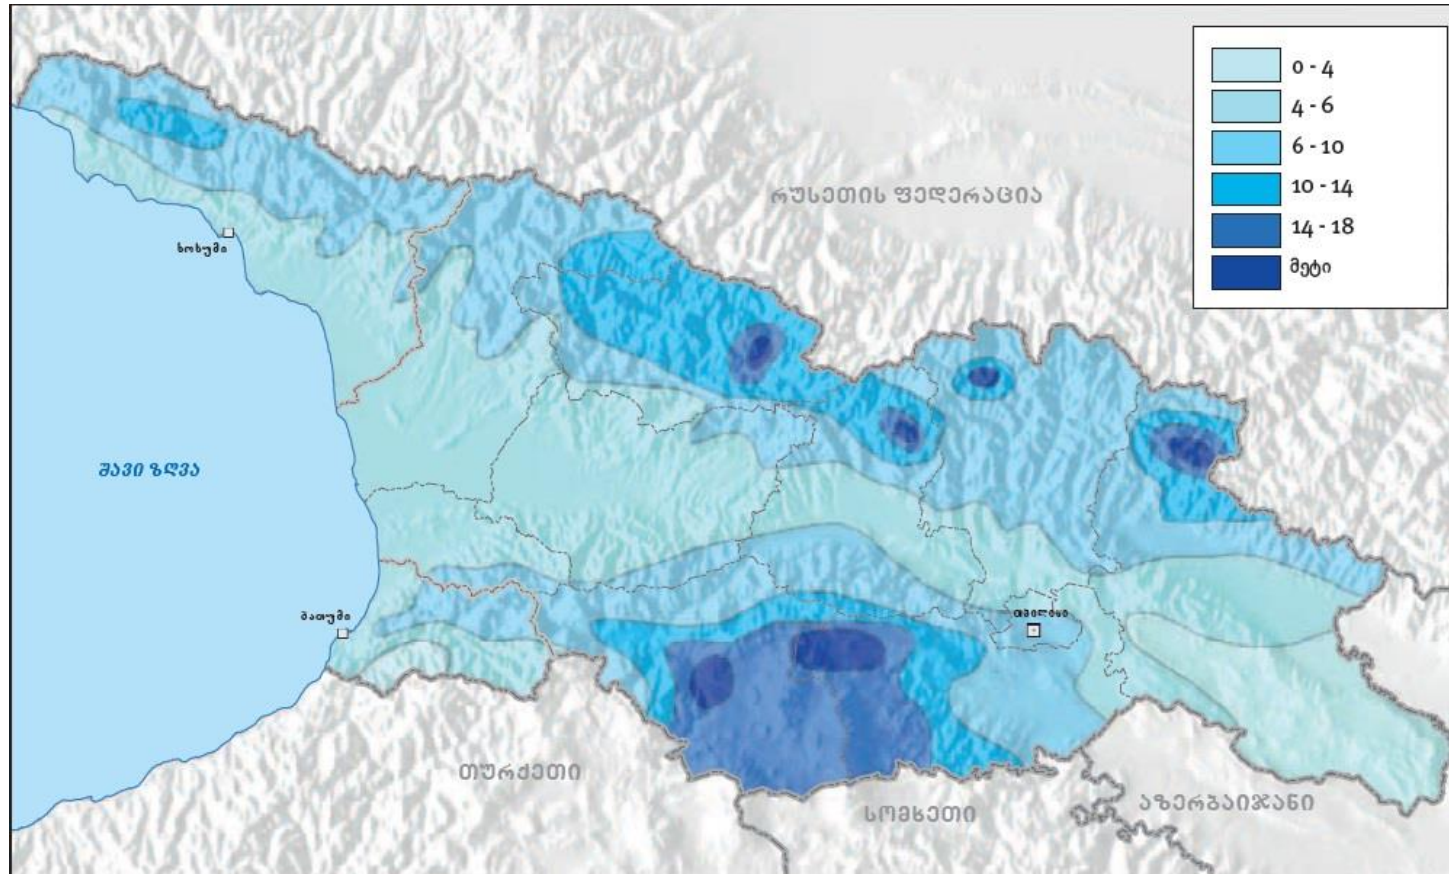 0 - 4
4 - 6
6 - 10
10 - 14
14 - 18
მეტი
რუსეთის ფედერაცია
სოხუმი
შავი ზღვა
ბათუმი
თბილისი
თურქეთი
სომხეთი
აზერბაიჯანი